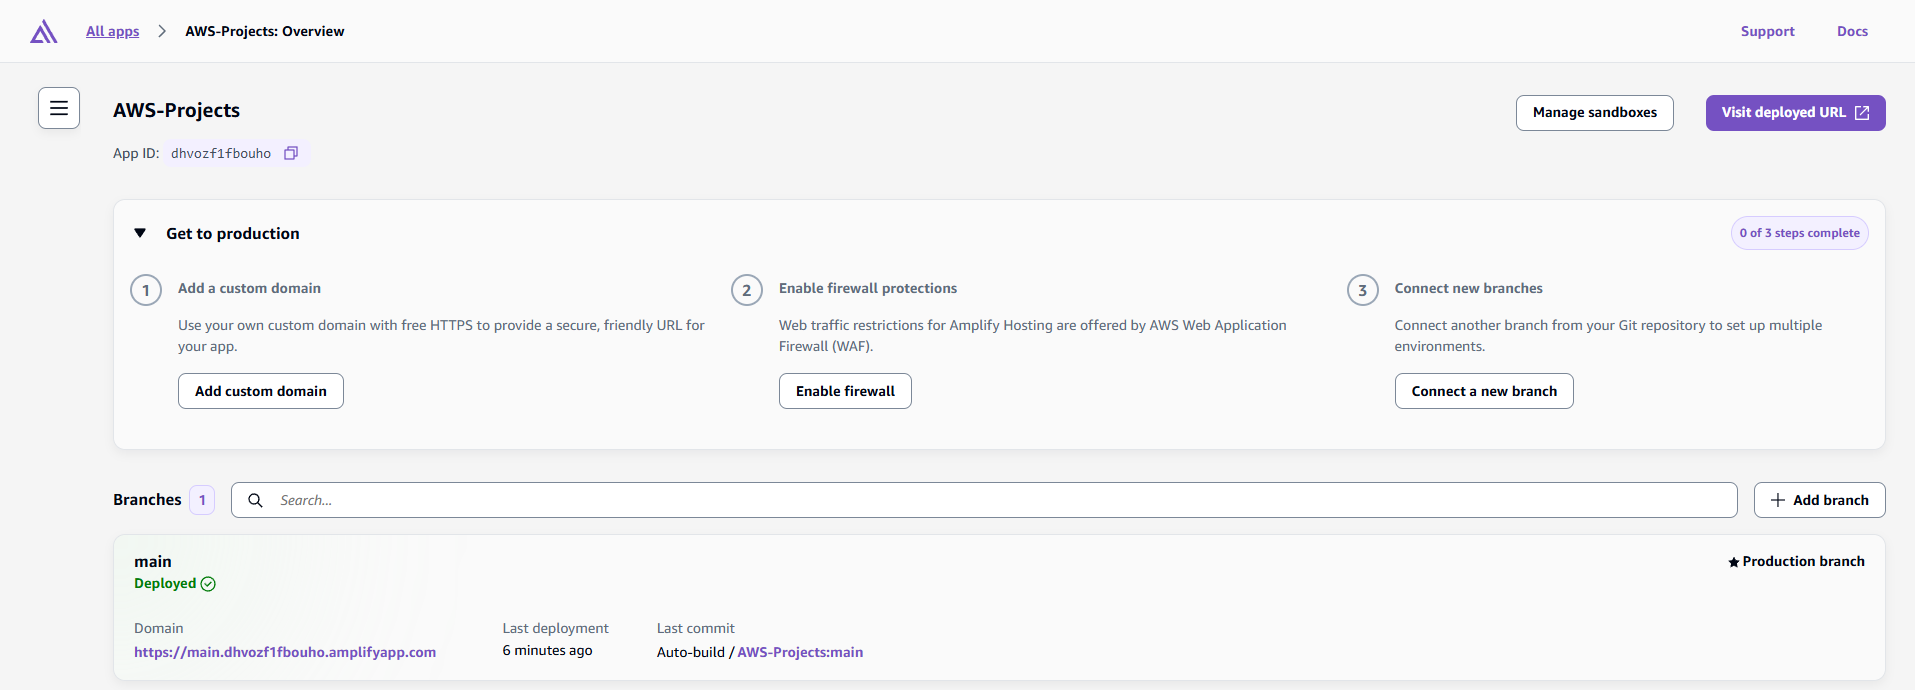 All apps
AWS-Projects: Overview
Support
Docs
AWS-Projects
Manage sandboxes
Visit deployed URL
App ID: dhvozf1fbouho
Get to production
0 of 3 steps complete
1
Add a custom domain
Use your own custom domain with free HTTPS to provide a secure, friendly URL for
your app.
Add custom domain
2
Enable firewall protections
Web traffic restrictions for Amplify Hosting are offered by AWS Web Application
Firewall (WAF).
Enable firewall
3
Connect new branches
Connect another branch from your Git repository to set up multiple
environments.
Connect a new branch
Branches 1
Search...
Add branch
main
Production branch
Deployed
Domain
https://main.dhvozf1fbouho.amplifyapp.com
Last deployment
6 minutes ago
Last commit
Auto-build / AWS-Projects:main